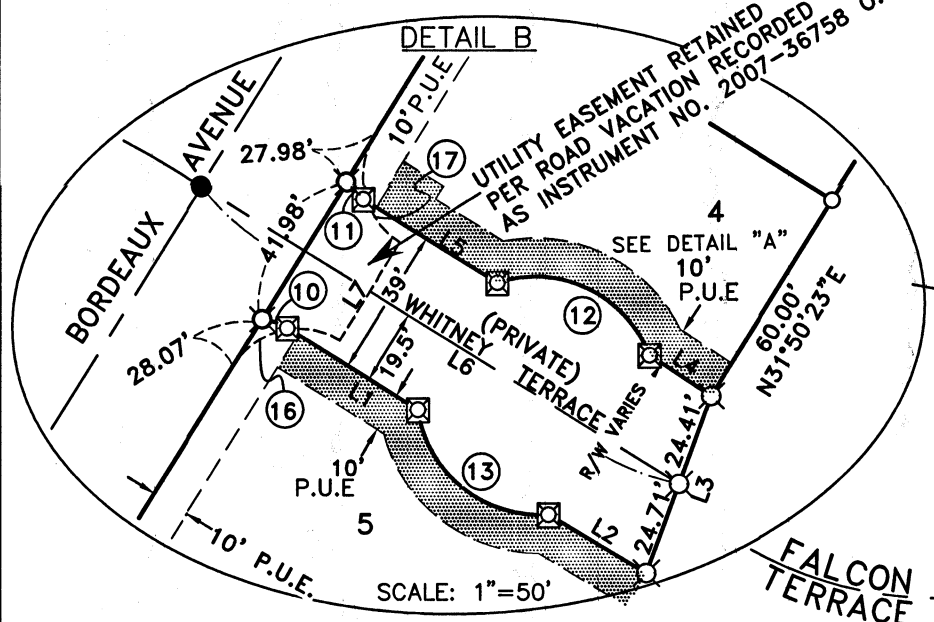 DETAIL B
BORDEAUX AVENUE
27.98'
10' P.U.E
17
UTILITY EASEMENT RETAINED
PER ROAD VACATION RECORDED
AS INSTRUMENT NO. 2007-36758 O.
11
41.98'
10
28.07'
16
L5
L7
39'
19.5'
WHITNEY TERRACE
(PRIVATE)
L6
12
4
SEE DETAIL "A"
10'
P.U.E
60.00'
N31°50'23"E
L4
R/W VARIES
24.41'
L3
24.71'
L1
10'
P.U.E
13
5
L2
10' P.U.E.
SCALE: 1"=50'
FALCON
TERRACE